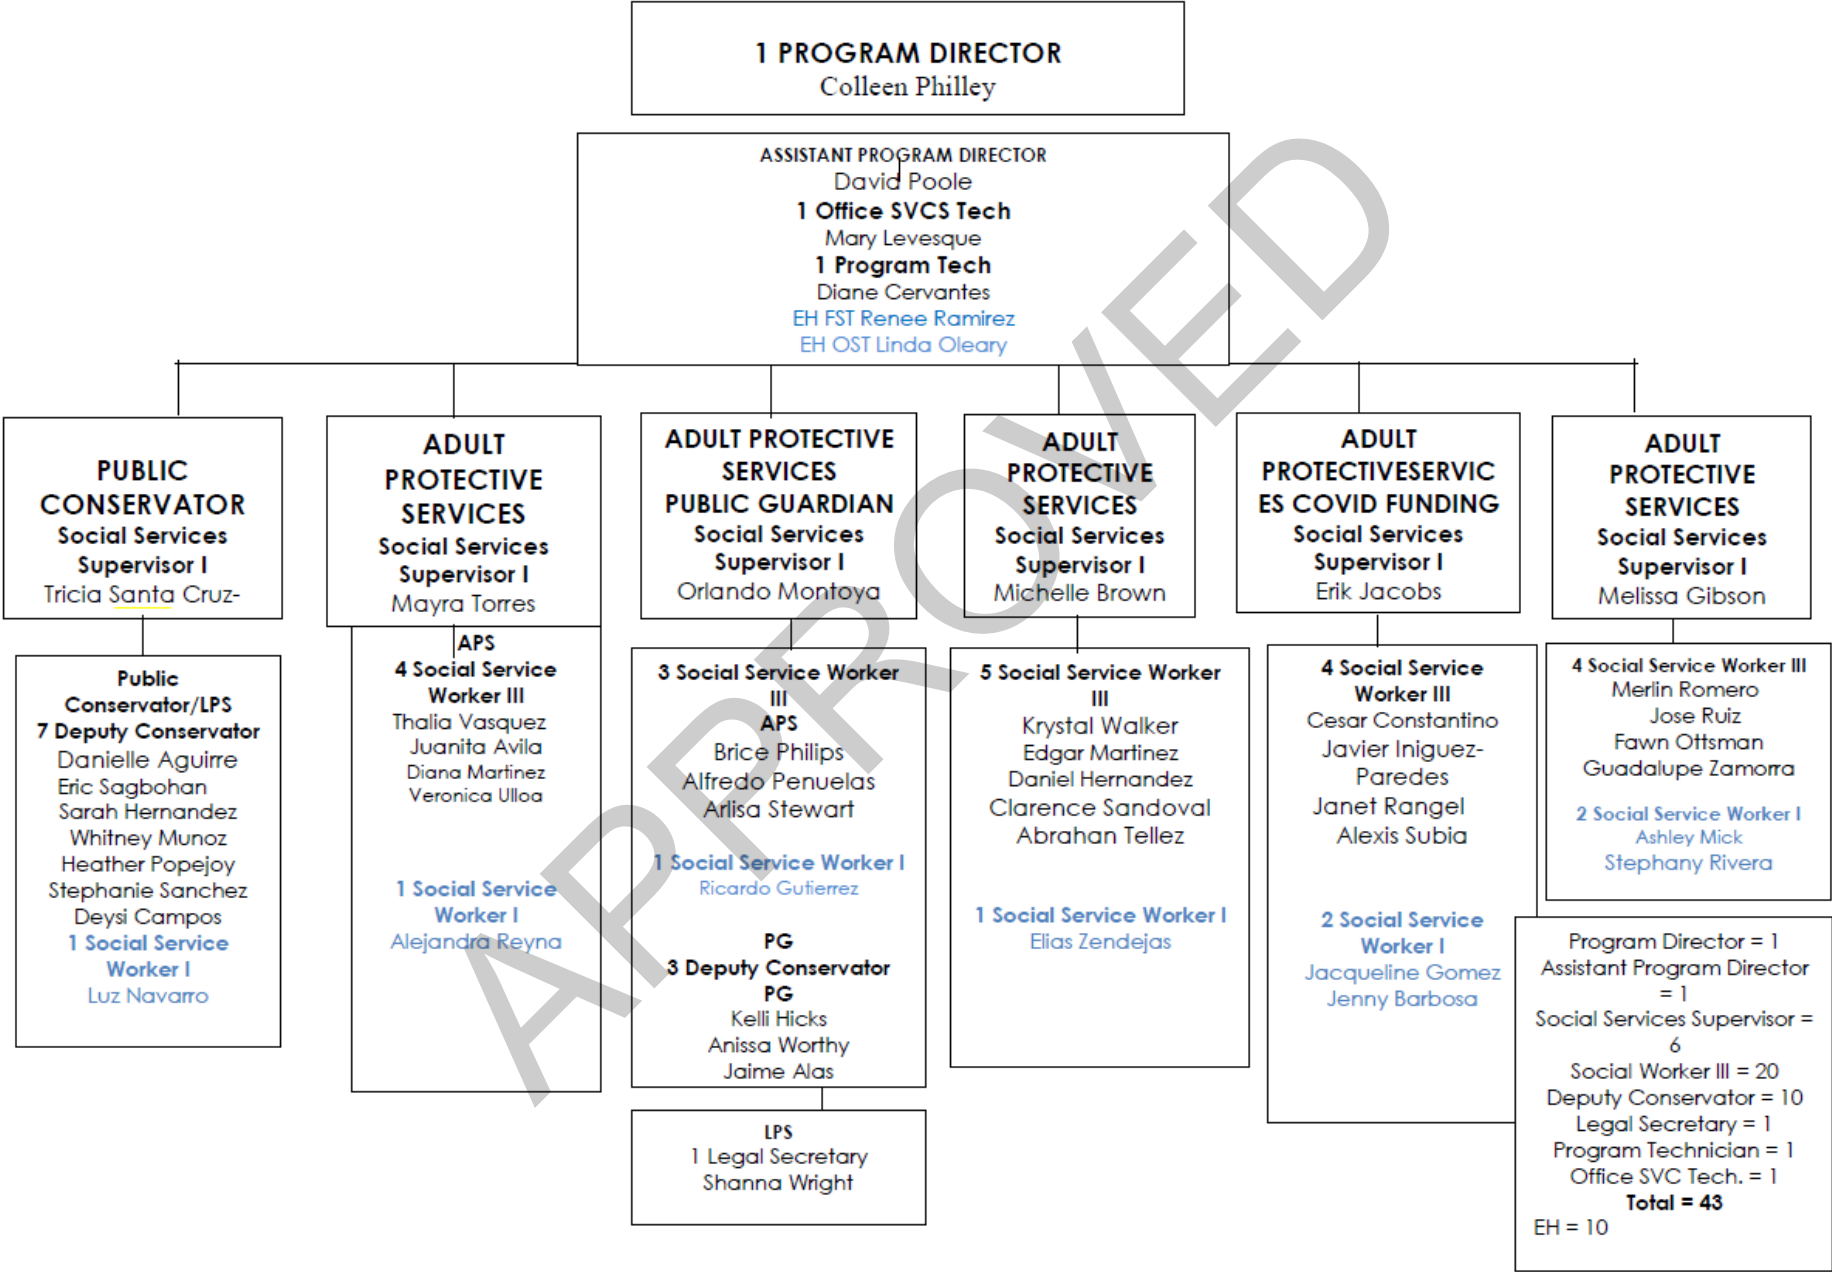 1 PROGRAM DIRECTOR
Colleen Philley
ASSISTANT PROGRAM DIRECTOR
David Poole
1 Office SVCS Tech
Mary Levesque
1 Program Tech
Diane Cervantes
EH FST Renee Ramirez
EH OST Linda Oleary
PUBLIC
CONSERVATOR
Social Services
Supervisor I
Tricia Santa Cruz-
Public
Conservator/LPS
7 Deputy Conservator
Danielle Aguirre
Eric Sagbohan
Sarah Hernandez
Whitney Munoz
Heather Popejoy
Stephanie Sanchez
Deysi Campos
1 Social Service
Worker I
Luz Navarro
ADULT
PROTECTIVE
SERVICES
Social Services
Supervisor I
Mayra Torres
APS
4 Social Service
Worker III
Thalia Vasquez
Juanita Avila
Diana Martinez
Veronica Ulloa
1 Social Service
Worker I
Alejandra Reyna
ADULT PROTECTIVE
SERVICES
PUBLIC GUARDIAN
Social Services
Supervisor I
Orlando Montoya
3 Social Service Worker
III
APS
Brice Philips
Alfredo Penuelas
Arlisa Stewart
1 Social Service Worker I
Ricardo Gutierrez
PG
3 Deputy Conservator
PG
Kelli Hicks
Anissa Worthy
Jaime Alas
LPS
1 Legal Secretary
Shanna Wright
ADULT
PROTECTIVE
SERVICES
Social Services
Supervisor I
Michelle Brown
5 Social Service Worker
III
Krystal Walker
Edgar Martinez
Daniel Hernandez
Clarence Sandoval
Abrahan Tellez
1 Social Service Worker I
Elias Zendejas
ADULT
PROTECTIVESERVIC
ES COVID FUNDING
Social Services
Supervisor I
Erik Jacobs
4 Social Service
Worker III
Cesar Constantino
Javier Iniguez-
Paredes
Janet Rangel
Alexis Subia
2 Social Service
Worker I
Jacqueline Gomez
Jenny Barbosa
ADULT
PROTECTIVE
SERVICES
Social Services
Supervisor I
Melissa Gibson
4 Social Service Worker III
Merlin Romero
Jose Ruiz
Fawn Ottsman
Guadalupe Zamorra
2 Social Service Worker I
Ashley Mick
Stephany Rivera
Program Director = 1
Assistant Program Director
= 1
Social Services Supervisor =
6
Social Worker III = 20
Deputy Conservator = 10
Legal Secretary = 1
Program Technician = 1
Office SVC Tech. = 1
Total = 43
EH = 10
APPROVED